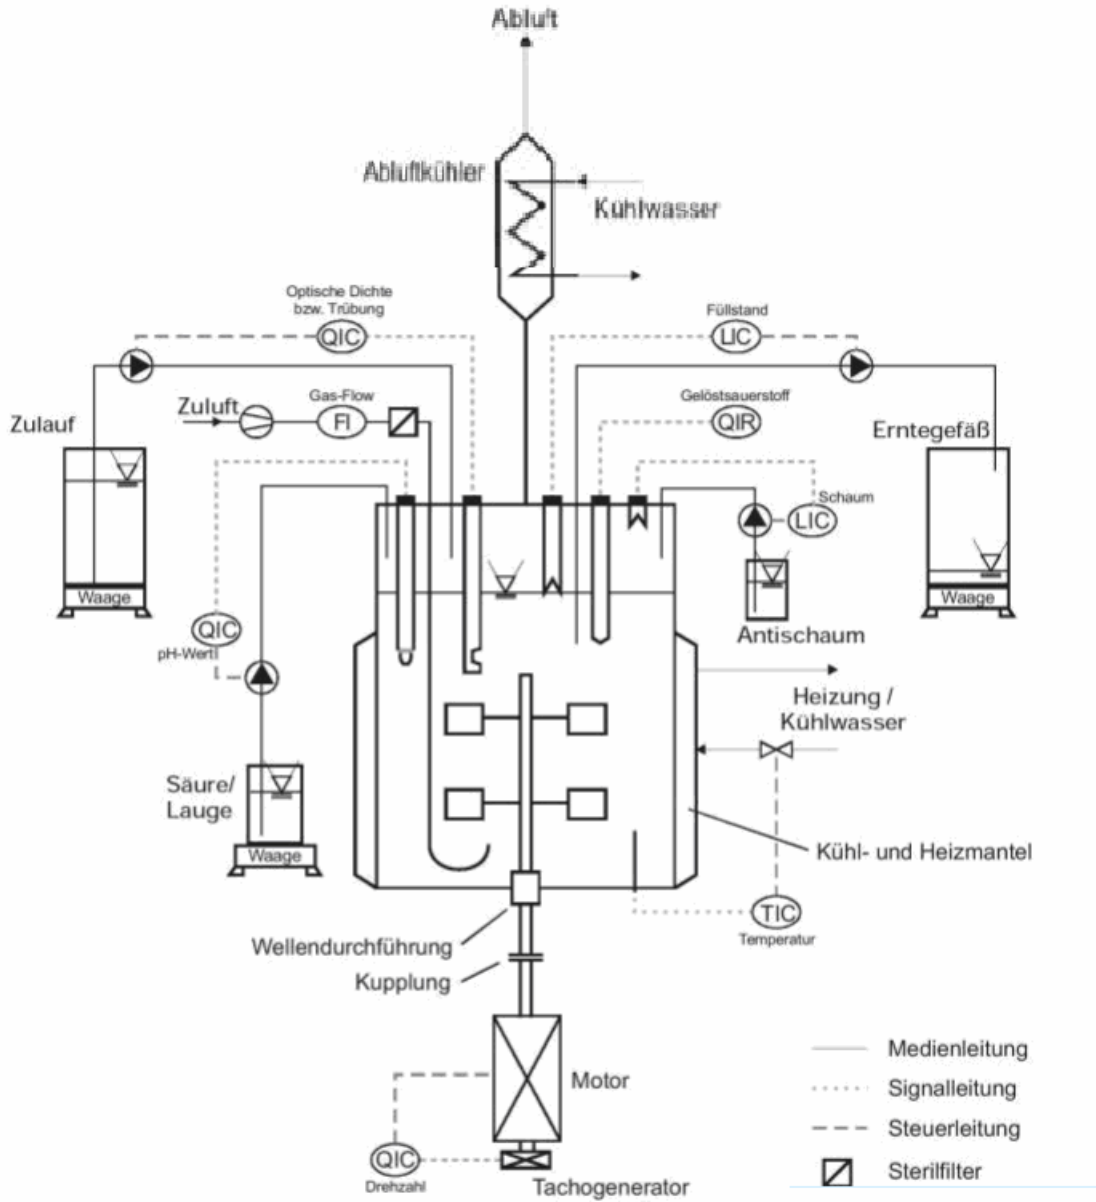 Abluft
Abluftkühler
Kühlwasser
Optische Dichte
bzw. Trübung
QIC
Füllstand
LIC
Zulauf
Zuluft
Gas-Flow
FI
Gelöstsauerstoff
QIR
Erntegefäß
Schaum
LIC
Waage
Waage
Antischaum
QIC
pH-Wert
Heizung /
Kühlwasser
Säure/
Lauge
Waage
Kühl- und Heizmantel
TIC
Temperatur
Wellendurchführung
Kupplung
Motor
QIC
Drehzahl
Tachogenerator
Medienleitung
Signalleitung
Steuerleitung
Sterilfilter